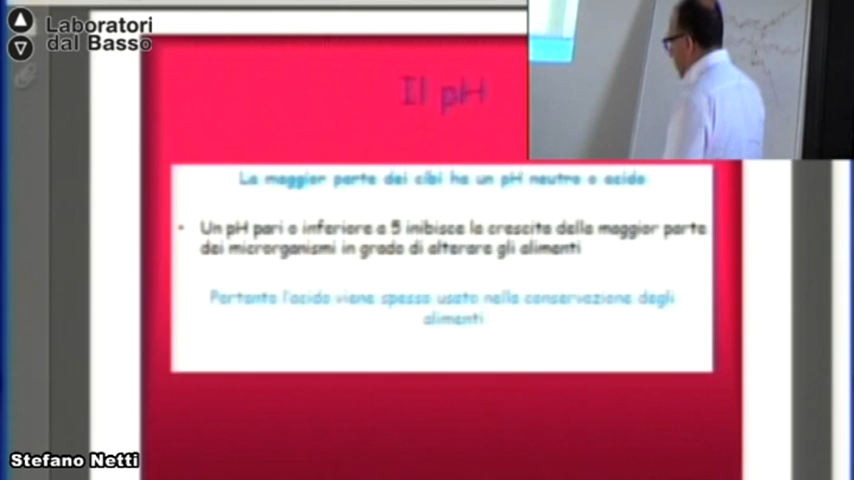 Laboratori
dal Basso
Il pH
La maggior parte dei cibi ha un pH neutro o acido
• Un pH pari o inferiore a 5 inibisce la crescita della maggior parte
dei microrganismi in grado di alterare gli alimenti
Pertanto l'acido viene spesso usato nella conservazione degli
alimenti
Stefano Netti